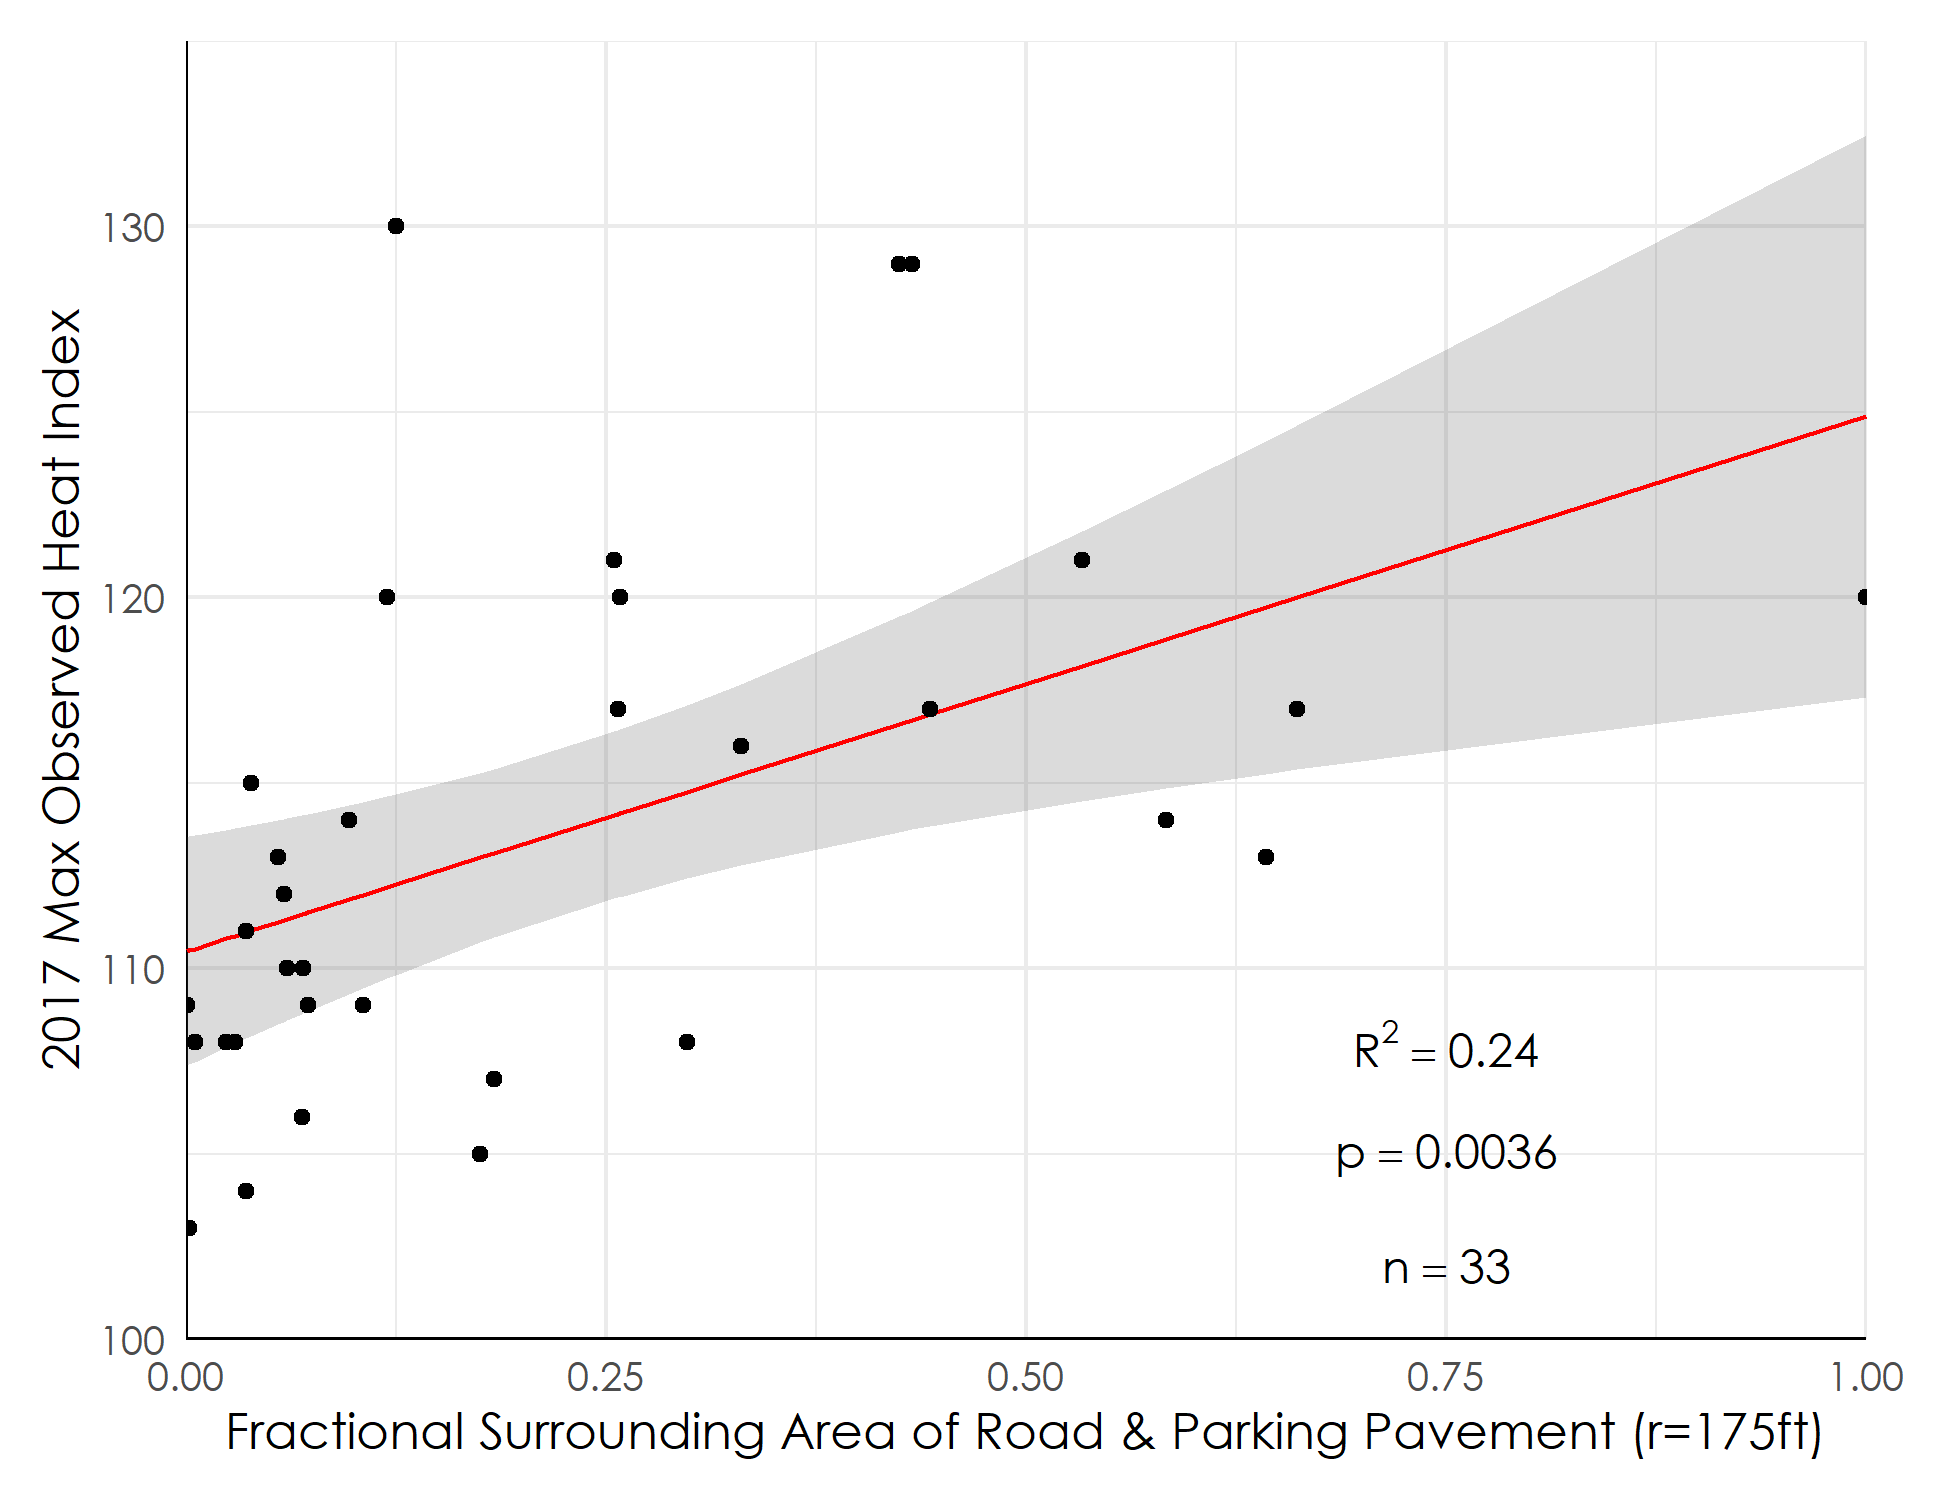 2017 Max Observed Heat Index
130
120
110
100
R² = 0.24
p = 0.0036
n = 33
0.00 0.25 0.50 0.75 1.00
Fractional Surrounding Area of Road & Parking Pavement (r=175ft)